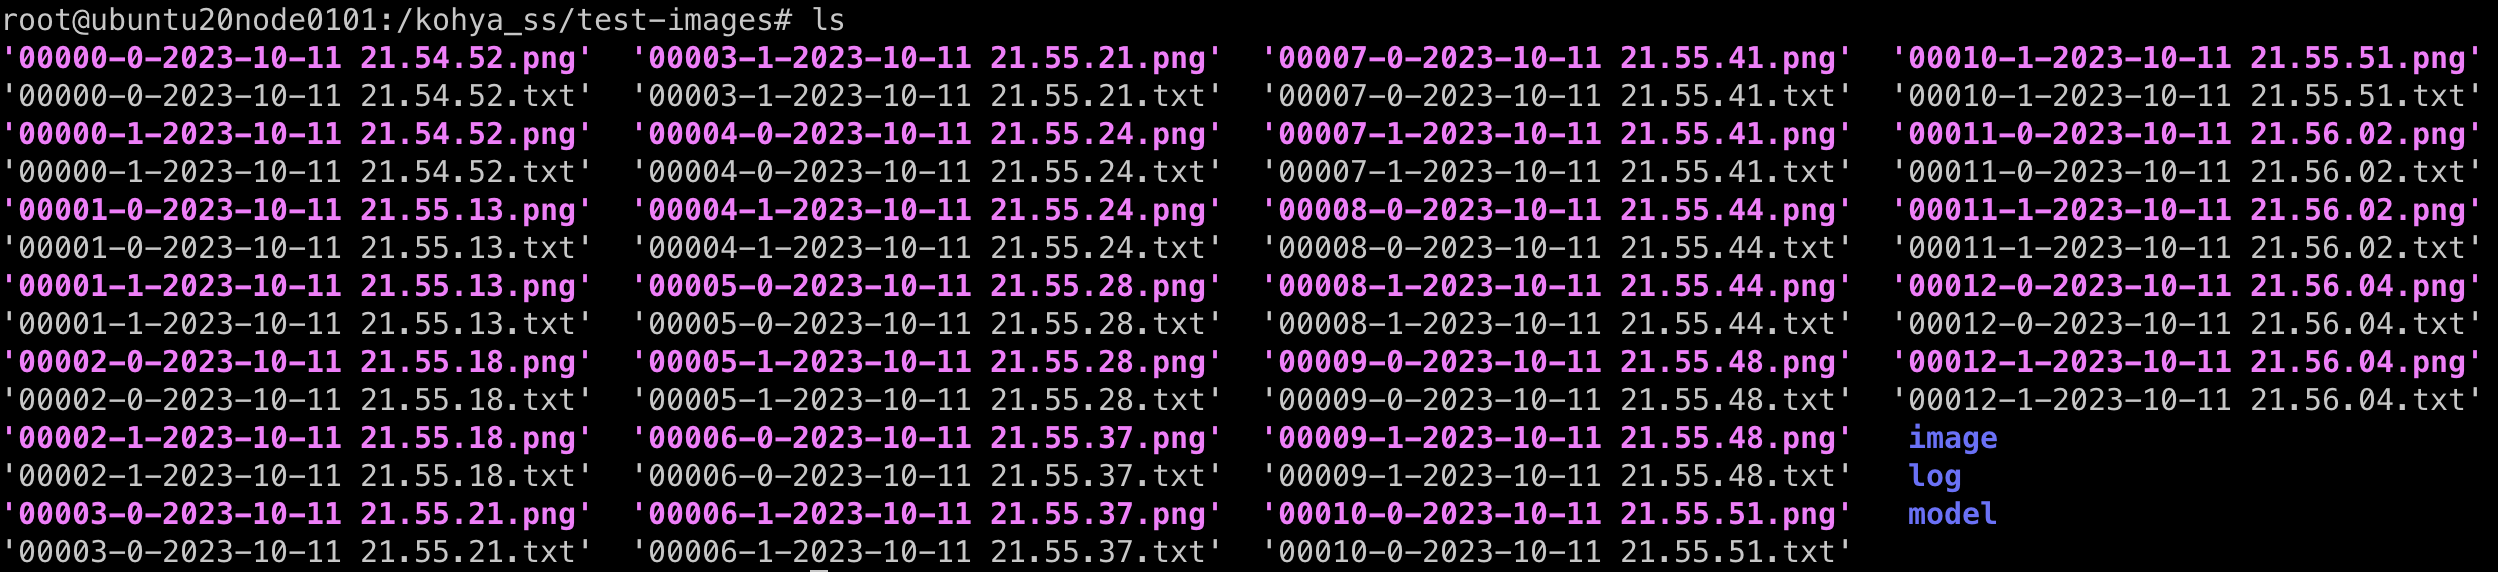 root@ubuntu20node0101:/kohya_ss/test-images# ls
'00000-0-2023-10-11 21.54.52.png' '00003-1-2023-10-11 21.55.21.png' '00007-0-2023-10-11 21.55.41.png' '00010-1-2023-10-11 21.55.51.png'
'00000-0-2023-10-11 21.54.52.txt' '00003-1-2023-10-11 21.55.21.txt' '00007-0-2023-10-11 21.55.41.txt' '00010-1-2023-10-11 21.55.51.txt'
'00000-1-2023-10-11 21.54.52.png' '00004-0-2023-10-11 21.55.24.png' '00007-1-2023-10-11 21.55.41.png' '00011-0-2023-10-11 21.56.02.png'
'00000-1-2023-10-11 21.54.52.txt' '00004-0-2023-10-11 21.55.24.txt' '00007-1-2023-10-11 21.55.41.txt' '00011-0-2023-10-11 21.56.02.txt'
'00001-0-2023-10-11 21.55.13.png' '00004-1-2023-10-11 21.55.24.png' '00008-0-2023-10-11 21.55.44.png' '00011-1-2023-10-11 21.56.02.png'
'00001-0-2023-10-11 21.55.13.txt' '00004-1-2023-10-11 21.55.24.txt' '00008-0-2023-10-11 21.55.44.txt' '00011-1-2023-10-11 21.56.02.txt'
'00001-1-2023-10-11 21.55.13.png' '00005-0-2023-10-11 21.55.28.png' '00008-1-2023-10-11 21.55.44.png' '00012-0-2023-10-11 21.56.04.png'
'00001-1-2023-10-11 21.55.13.txt' '00005-0-2023-10-11 21.55.28.txt' '00008-1-2023-10-11 21.55.44.txt' '00012-0-2023-10-11 21.56.04.txt'
'00002-0-2023-10-11 21.55.18.png' '00005-1-2023-10-11 21.55.28.png' '00009-0-2023-10-11 21.55.48.png' '00012-1-2023-10-11 21.56.04.png'
'00002-0-2023-10-11 21.55.18.txt' '00005-1-2023-10-11 21.55.28.txt' '00009-0-2023-10-11 21.55.48.txt' '00012-1-2023-10-11 21.56.04.txt'
'00002-1-2023-10-11 21.55.18.png' '00006-0-2023-10-11 21.55.37.png' '00009-1-2023-10-11 21.55.48.png' image
'00002-1-2023-10-11 21.55.18.txt' '00006-0-2023-10-11 21.55.37.txt' '00009-1-2023-10-11 21.55.48.txt' log
'00003-0-2023-10-11 21.55.21.png' '00006-1-2023-10-11 21.55.37.png' '00010-0-2023-10-11 21.55.51.png' model
'00003-0-2023-10-11 21.55.21.txt' '00006-1-2023-10-11 21.55.37.txt' '00010-0-2023-10-11 21.55.51.txt'